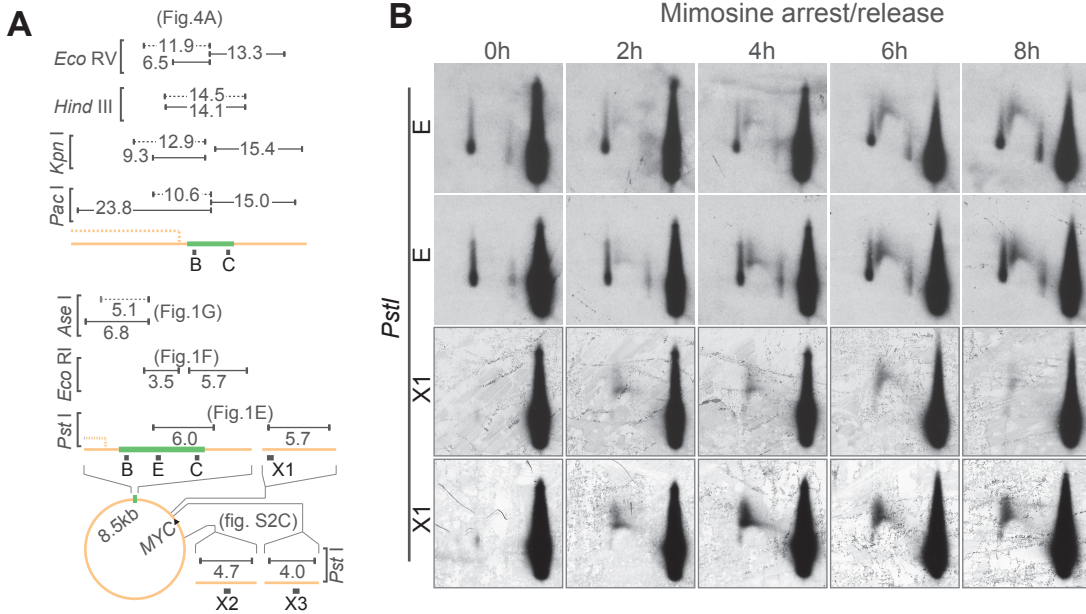 A
(Fig.4A)
Eco RV
11.9
13.3
6.5
Hind III
14.5
14.1
Kpn I
12.9
9.3
15.4
Pac I
10.6
23.8
15.0
B
C
Ase I
5.1
(Fig.1G)
6.8
Eco RI
(Fig.1F)
3.5
5.7
Pst I
(Fig.1E)
6.0
5.7
B
E
C
X1
8.5kb
MYC
(fig. S2C)
4.7
4.0
Pst I
X2
X3
B
Mimosine arrest/release
0h
2h
4h
6h
8h
PstI
E
E
X1
X1